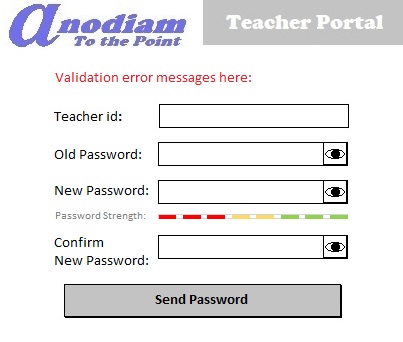 anodiam
To the Point
Teacher Portal
Validation error messages here:
Teacher id:
Old Password:
New Password:
Password Strength:
Confirm
New Password:
Send Password